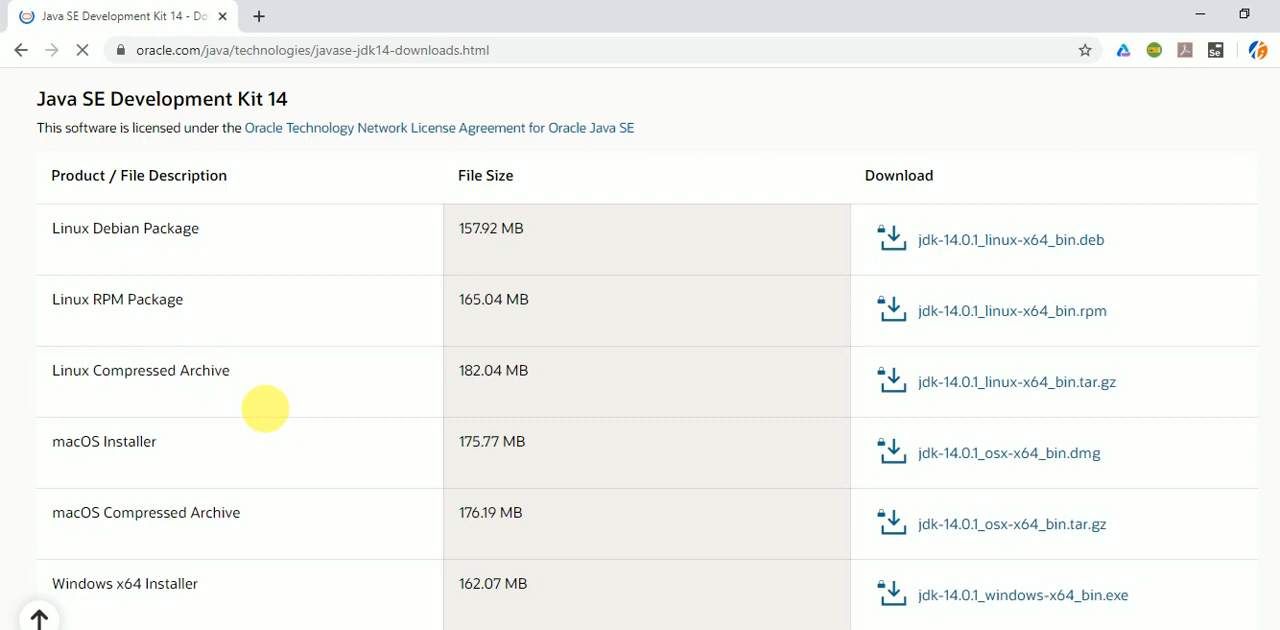 Java SE Development Kit 14 - Do
oracle.com/java/technologies/javase-jdk14-downloads.html
Se
Java SE Development Kit 14
This software is licensed under the Oracle Technology Network License Agreement for Oracle Java SE
Product / File Description File Size Download
Linux Debian Package 157.92 MB jdk-14.0.1_linux-x64_bin.deb
Linux RPM Package 165.04 MB jdk-14.0.1_linux-x64_bin.rpm
Linux Compressed Archive 182.04 MB jdk-14.0.1_linux-x64_bin.tar.gz
macOS Installer 175.77 MB jdk-14.0.1_osx-x64_bin.dmg
macOS Compressed Archive 176.19 MB jdk-14.0.1_osx-x64_bin.tar.gz
Windows x64 Installer 162.07 MB jdk-14.0.1_windows-x64_bin.exe